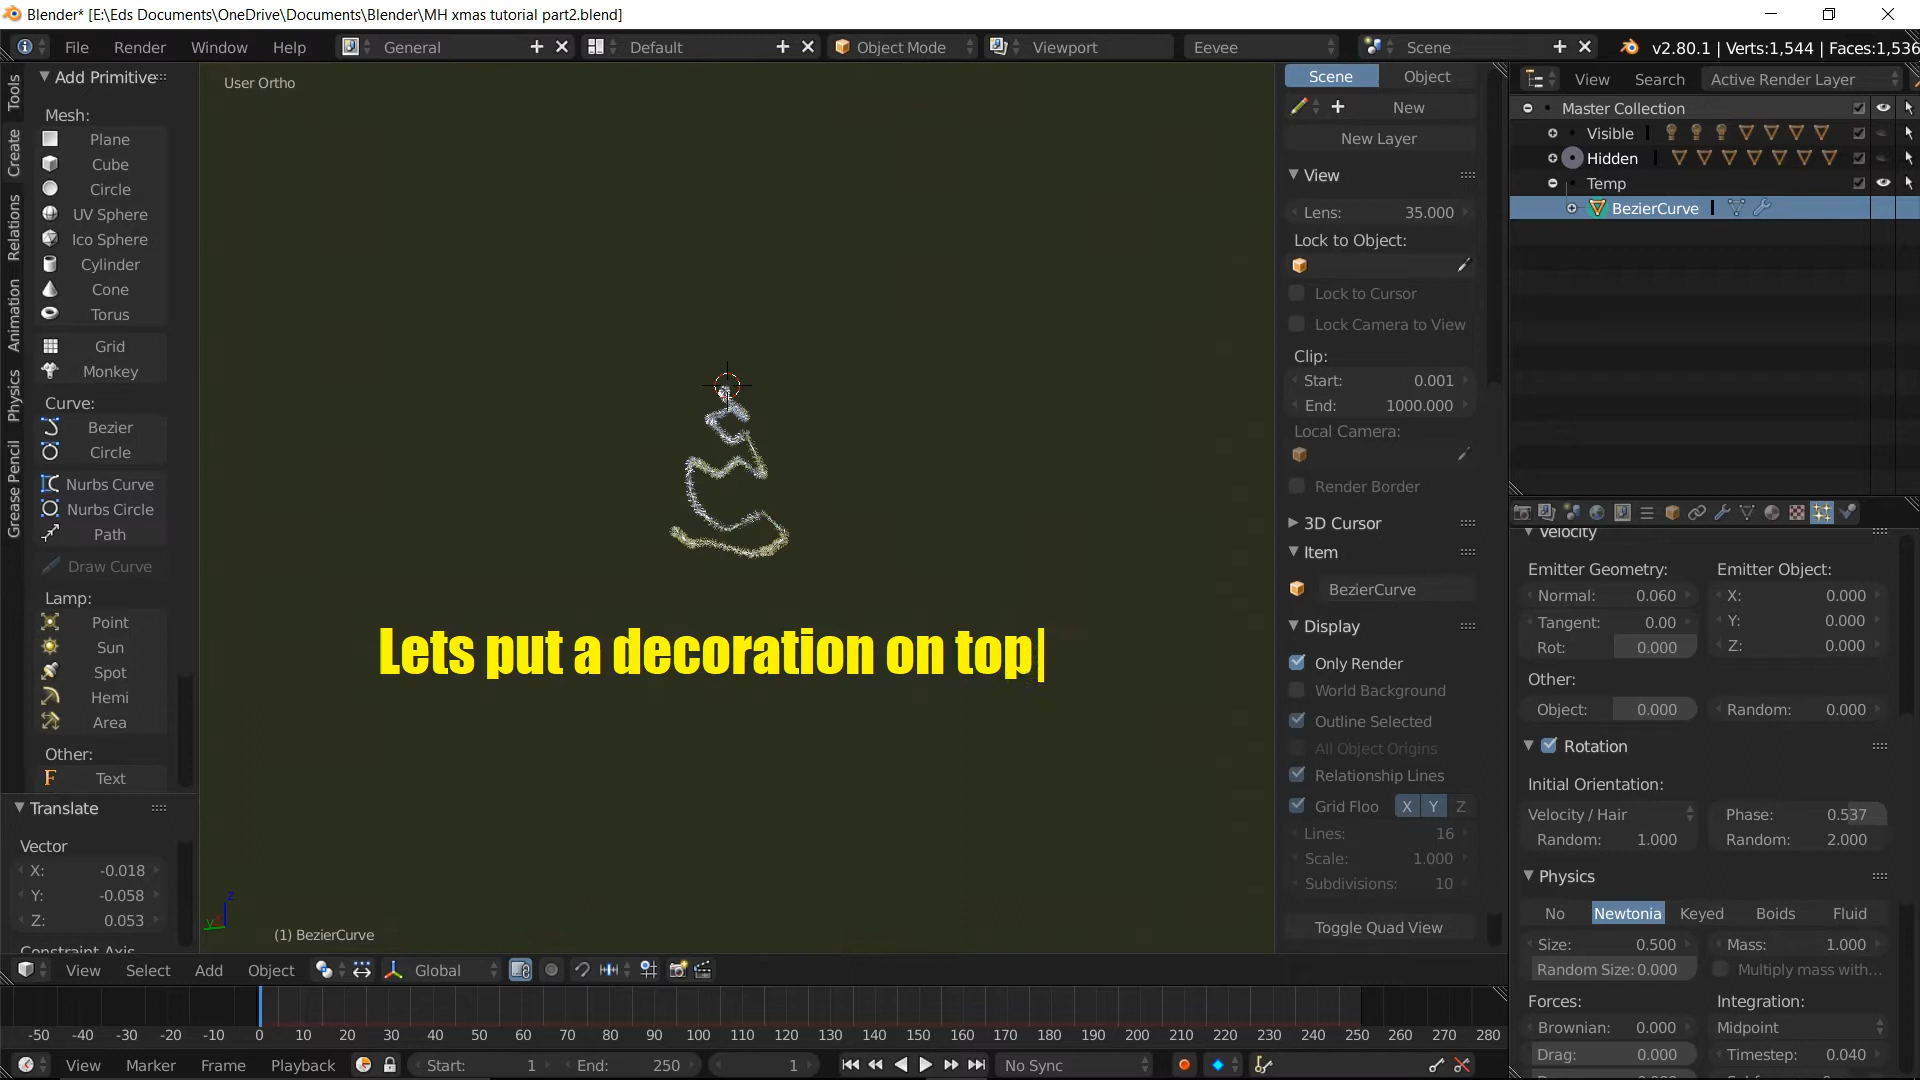 Blender* [E:\Eds Documents\OneDrive\Documents\Blender\MH xmas tutorial part2.blend]
File Render Window Help General Default Object Mode Viewport Eevee Scene v2.80.1 | Verts:1,544 | Faces:1,536
Tools
Create
Relations
Animation
Physics
Grease Pencil
Add Primitive
Mesh:
Plane
Cube
Circle
UV Sphere
Ico Sphere
Cylinder
Cone
Torus
Grid
Monkey
Curve:
Bezier
Circle
Nurbs Curve
Nurbs Circle
Path
Draw Curve
Lamp:
Point
Sun
Spot
Hemi
Area
Other:
Text
Translate
Vector
X: -0.018
Y: -0.058
Z: 0.053
Constraint Axis
User Ortho
Lets put a decoration on top
(1) BezierCurve
Scene Object
New
New Layer
View
Lens: 35.000
Lock to Object:
Lock to Cursor
Lock Camera to View
Clip:
Start: 0.001
End: 1000.000
Local Camera:
Render Border
3D Cursor
Item
BezierCurve
Display
Only Render
World Background
Outline Selected
All Object Origins
Relationship Lines
Grid Floo X Y Z
Lines: 16
Scale: 1.000
Subdivisions: 10
Toggle Quad View
View Search Active Render Layer
Master Collection
Visible
Hidden
Temp
BezierCurve
Velocity
Emitter Geometry: Emitter Object:
Normal: 0.060 X: 0.000
Tangent: 0.00 Y: 0.000
Rot: 0.000 Z: 0.000
Other:
Object: 0.000 Random: 0.000
Rotation
Initial Orientation:
Velocity / Hair Phase: 0.537
Random: 1.000 Random: 2.000
Physics
No Newtonia Keyed Boids Fluid
Size: 0.500 Mass: 1.000
Random Size: 0.000 Multiply mass with...
Forces: Integration:
Brownian: 0.000 Midpoint
Drag: 0.000 Timestep: 0.040
View Select Add Object Global
-50 -40 -30 -20 -10 0 10 20 30 40 50 60 70 80 90 100 110 120 130 140 150 160 170 180 190 200 210 220 230 240 250 260 270 280
View Marker Frame Playback Start: 1 End: 250 1 No Sync